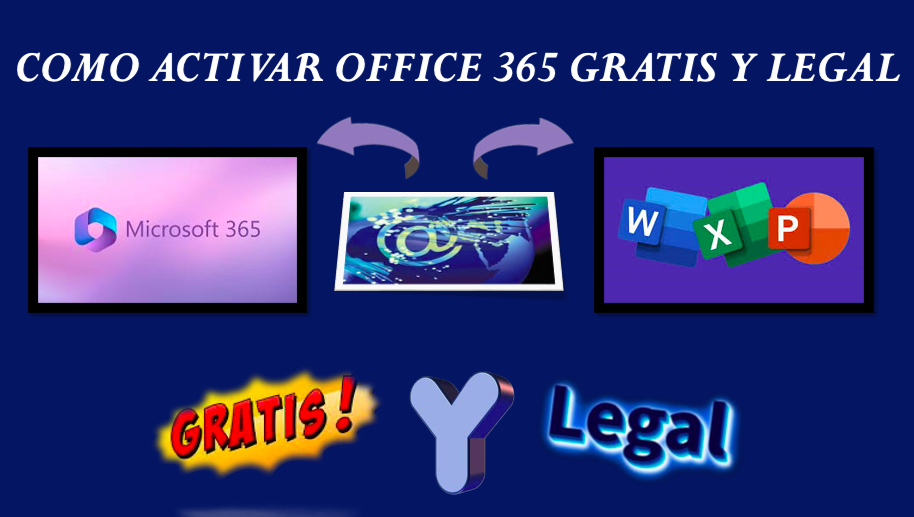 COMO ACTIVAR OFFICE 365 GRATIS Y LEGAL
Microsoft 365
@
W X P
GRATIS! Y Legal